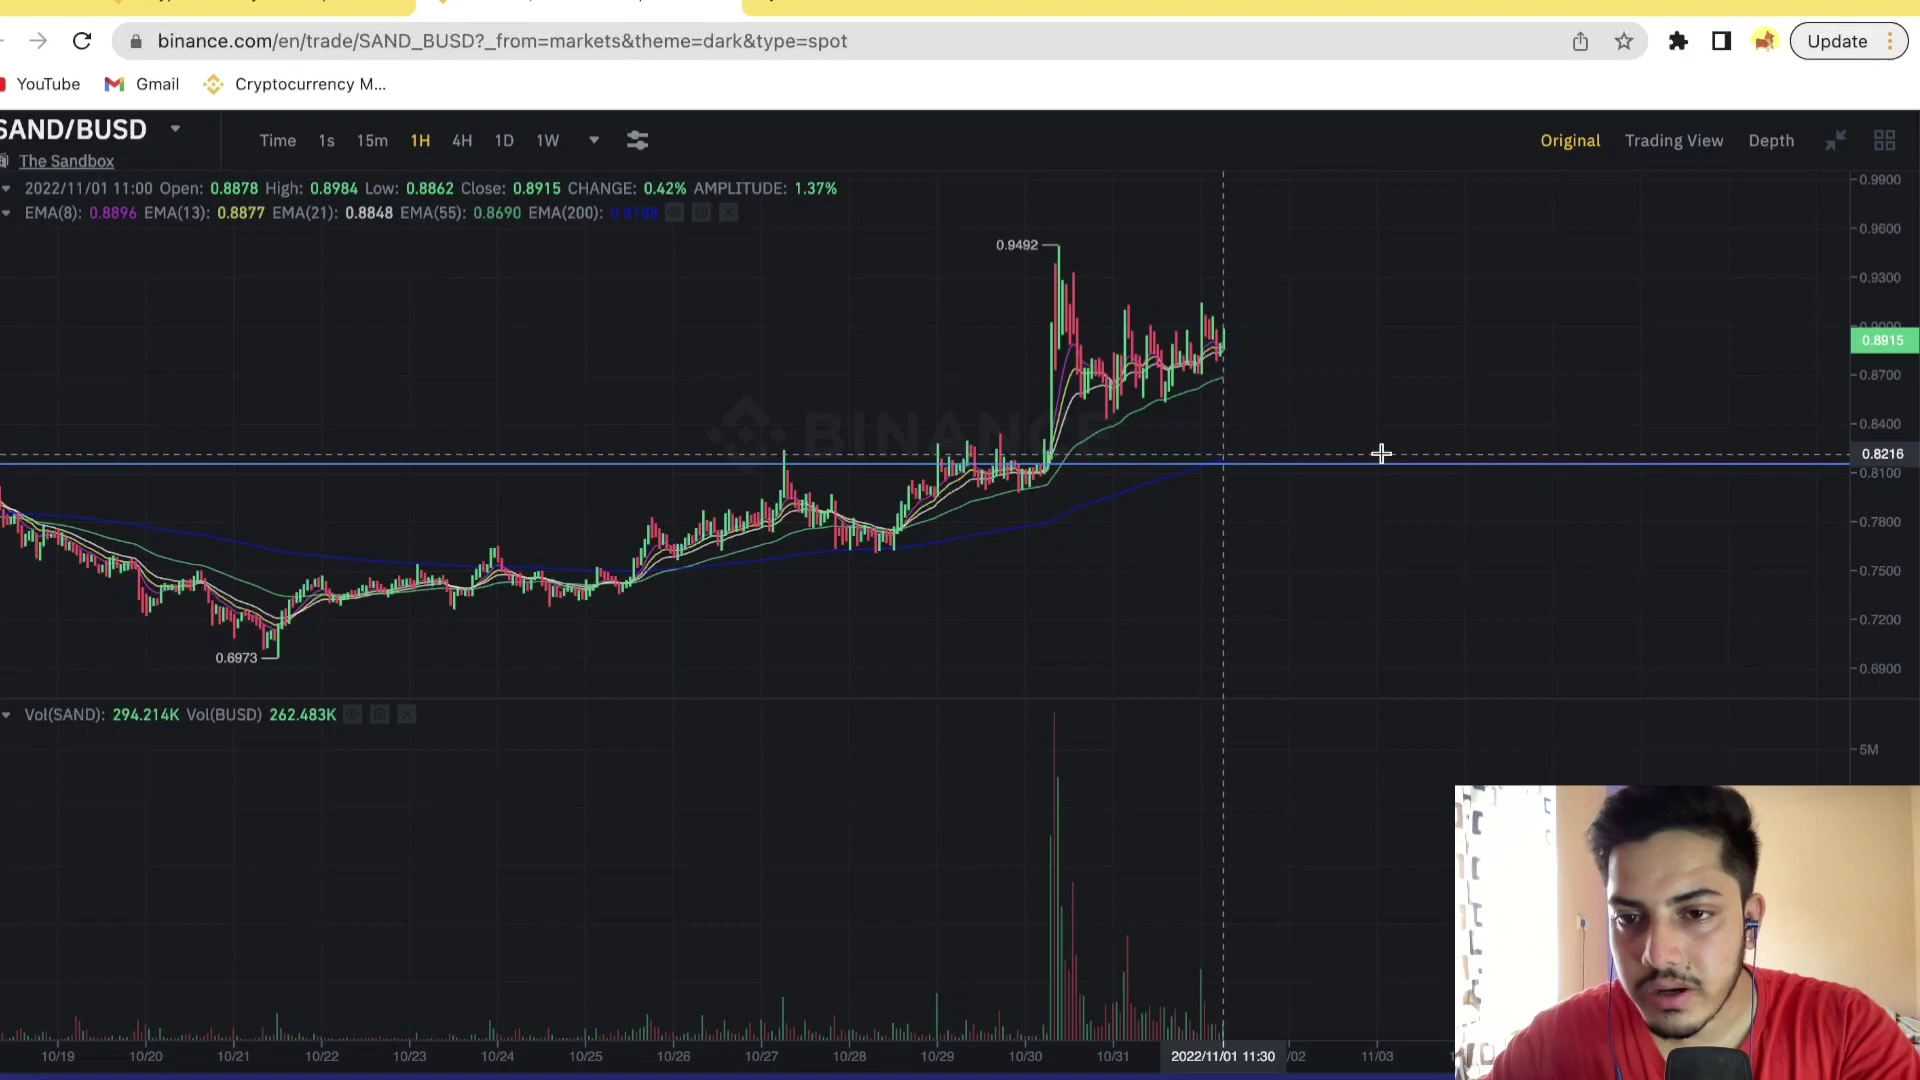 binance.com/en/trade/SAND_BUSD?_from=markets&theme=dark&type=spot
Update
YouTube
Gmail
Cryptocurrency M...
SAND/BUSD
The Sandbox
Time 1s 15m 1H 4H 1D 1W
Original Trading View Depth
2022/11/01 11:00 Open: 0.8878 High: 0.8984 Low: 0.8862 Close: 0.8915 CHANGE: 0.42% AMPLITUDE: 1.37%
EMA(8): 0.8896 EMA(13): 0.8877 EMA(21): 0.8848 EMA(55): 0.8690 EMA(200):
0.9900
0.9600
0.9492
0.9300
0.9000
0.8915
0.8700
0.8400
BINANCE
0.8216
0.8100
0.7800
0.7500
0.7200
0.6973
0.6900
Vol(SAND): 294.214K Vol(BUSD) 262.483K
5M
10/19 10/20 10/21 10/22 10/23 10/24 10/25 10/26 10/27 10/28 10/29 10/30 10/31 2022/11/01 11:30 /02 11/03